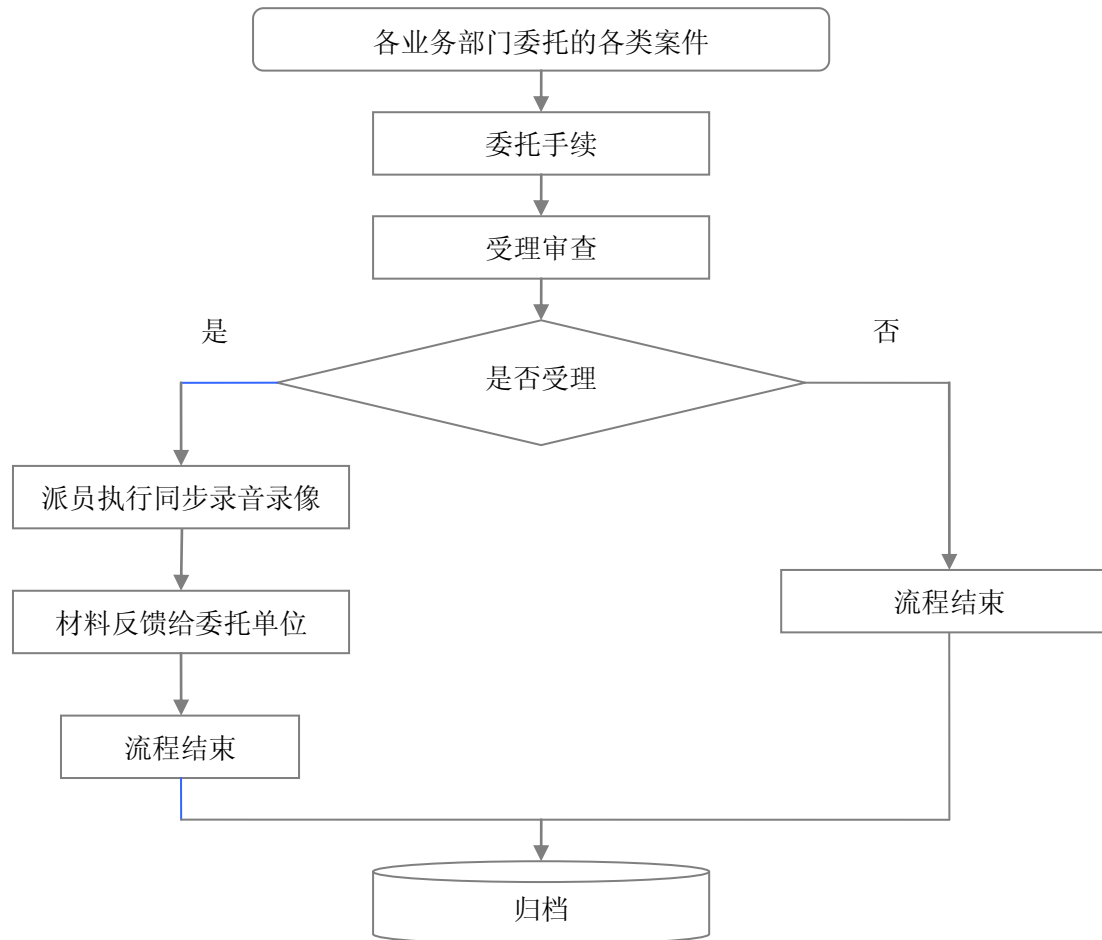 各业务部门委托的各类案件
委托手续
受理审查
是
否
是否受理
派员执行同步录音录像
材料反馈给委托单位
流程结束
流程结束
归档